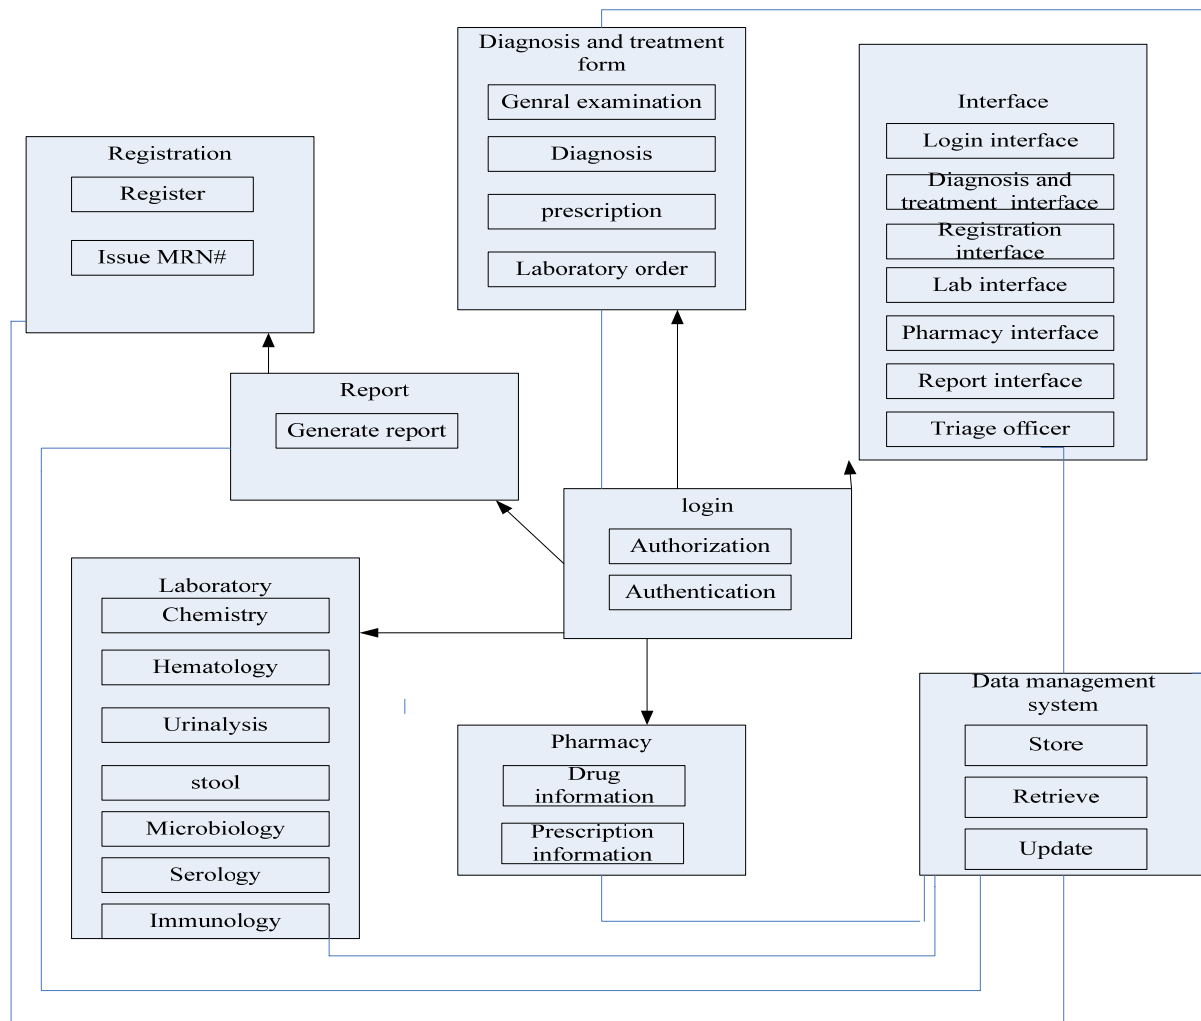 Diagnosis and treatment
form
Genral examination
Diagnosis
prescription
Laboratory order
Interface
Login interface
Diagnosis and
treatment  interface
Registration
interface
Lab interface
Pharmacy interface
Report interface
Triage officer
Registration
Register
Issue MRN#
Report
Generate report
login
Authorization
Authentication
Laboratory
Chemistry
Hematology
Urinalysis
stool
Microbiology
Serology
Immunology
Pharmacy
Drug
information
Prescription
information
Data management
system
Store
Retrieve
Update